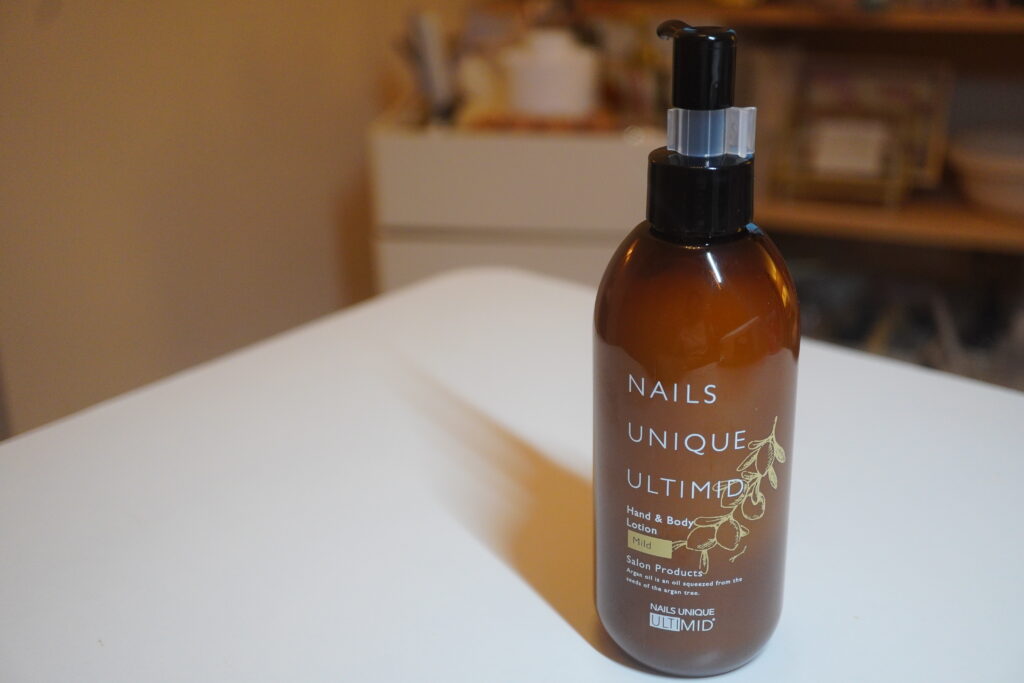 NAILS
UNIQUE
ULTIMID
Hand & Body
Lotion
Mild
Salon Products
Argan oil is an oil squeezed from the
seeds of the argan tree.
NAILS UNIQUE
ULTIMID